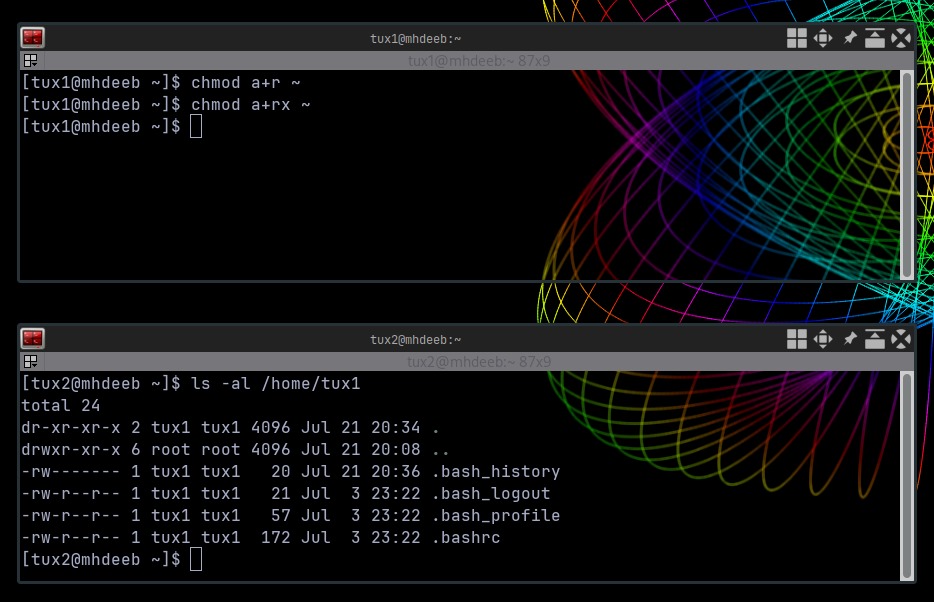 tux1@mhdeeb:~
tux1@mhdeeb:~ 87x9
[tux1@mhdeeb ~]$ chmod a+r ~
[tux1@mhdeeb ~]$ chmod a+rx ~
[tux1@mhdeeb ~]$
tux2@mhdeeb:~
tux2@mhdeeb:~ 87x9
[tux2@mhdeeb ~]$ ls -al /home/tux1
total 24
dr-xr-xr-x 2 tux1 tux1 4096 Jul 21 20:34 .
drwxr-xr-x 6 root root 4096 Jul 21 20:08 ..
-rw------- 1 tux1 tux1   20 Jul 21 20:36 .bash_history
-rw-r--r-- 1 tux1 tux1   21 Jul  3 23:22 .bash_logout
-rw-r--r-- 1 tux1 tux1   57 Jul  3 23:22 .bash_profile
-rw-r--r-- 1 tux1 tux1  172 Jul  3 23:22 .bashrc
[tux2@mhdeeb ~]$